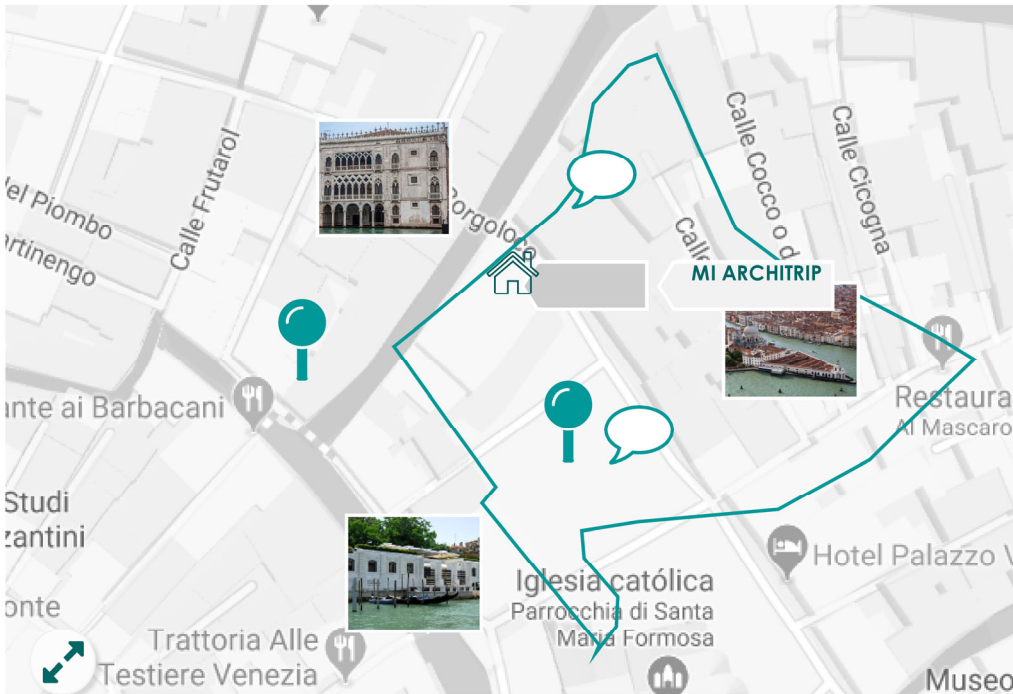 Calle Frutarol
del Piombo
artinengo
Borgoloco
Calle Cocco o d
Calle Cicogna
Calle
MI ARCHITRIP
ante ai Barbacani
Restaura
Al Mascaro
Studi
zantini
onte
Hotel Palazzo V
Iglesia católica
Parrocchia di Santa
Maria Formosa
Trattoria Alle
Testiere Venezia
Museo